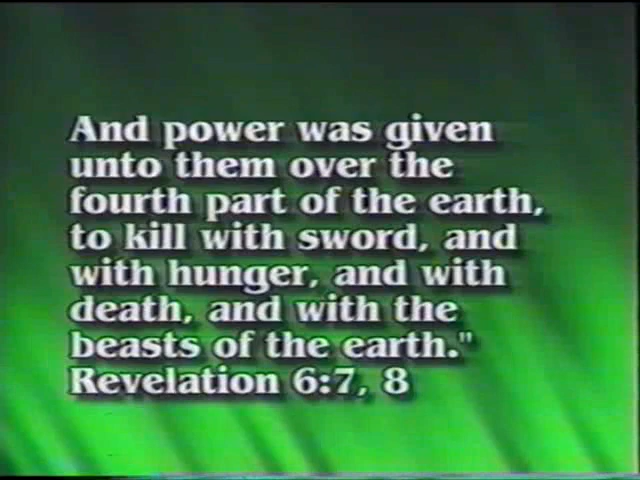 And power was given
unto them over the
fourth part of the earth,
to kill with sword, and
with hunger, and with
death, and with the
beasts of the earth."
Revelation 6:7, 8